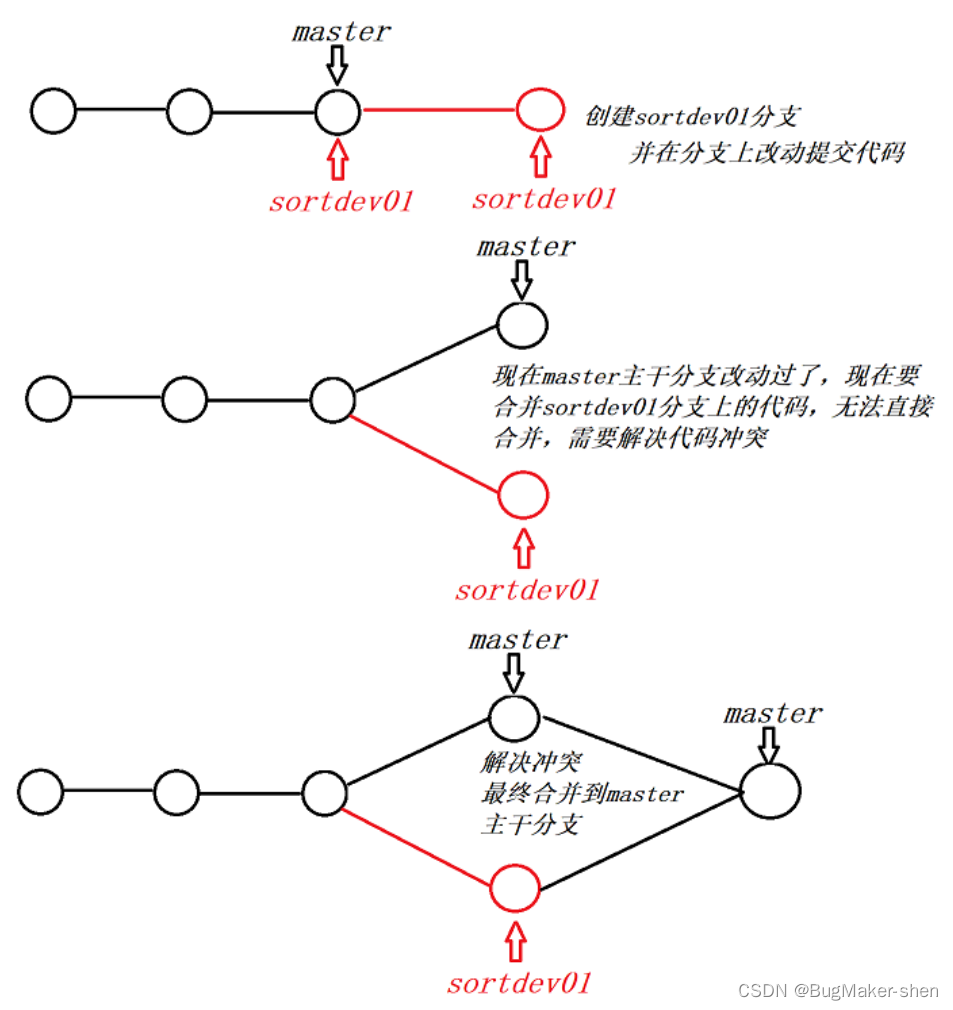 master
创建sortdev01分支
并在分支上改动提交代码
sortdev01
sortdev01
master
现在master主干分支改动过了，现在要
合并sortdev01分支上的代码，无法直接
合并，需要解决代码冲突
sortdev01
master
master
解决冲突
最终合并到master
主干分支
sortdev01
CSDN @BugMaker-shen